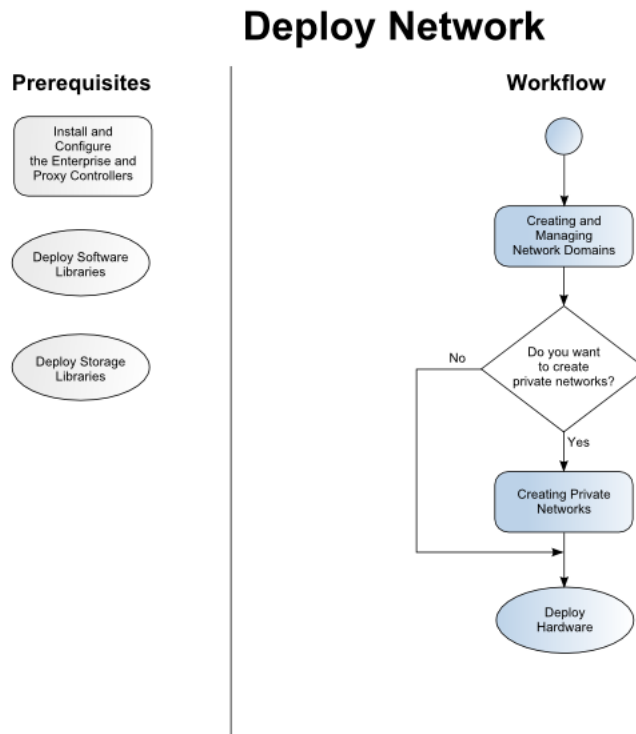 Deploy Network
Prerequisites
Install and
Configure
the Enterprise and
Proxy Controllers
Deploy Software
Libraries
Deploy Storage
Libraries
Workflow
Creating and
Managing
Network Domains
Do you want
to create
private networks?
No
Yes
Creating Private
Networks
Deploy
Hardware